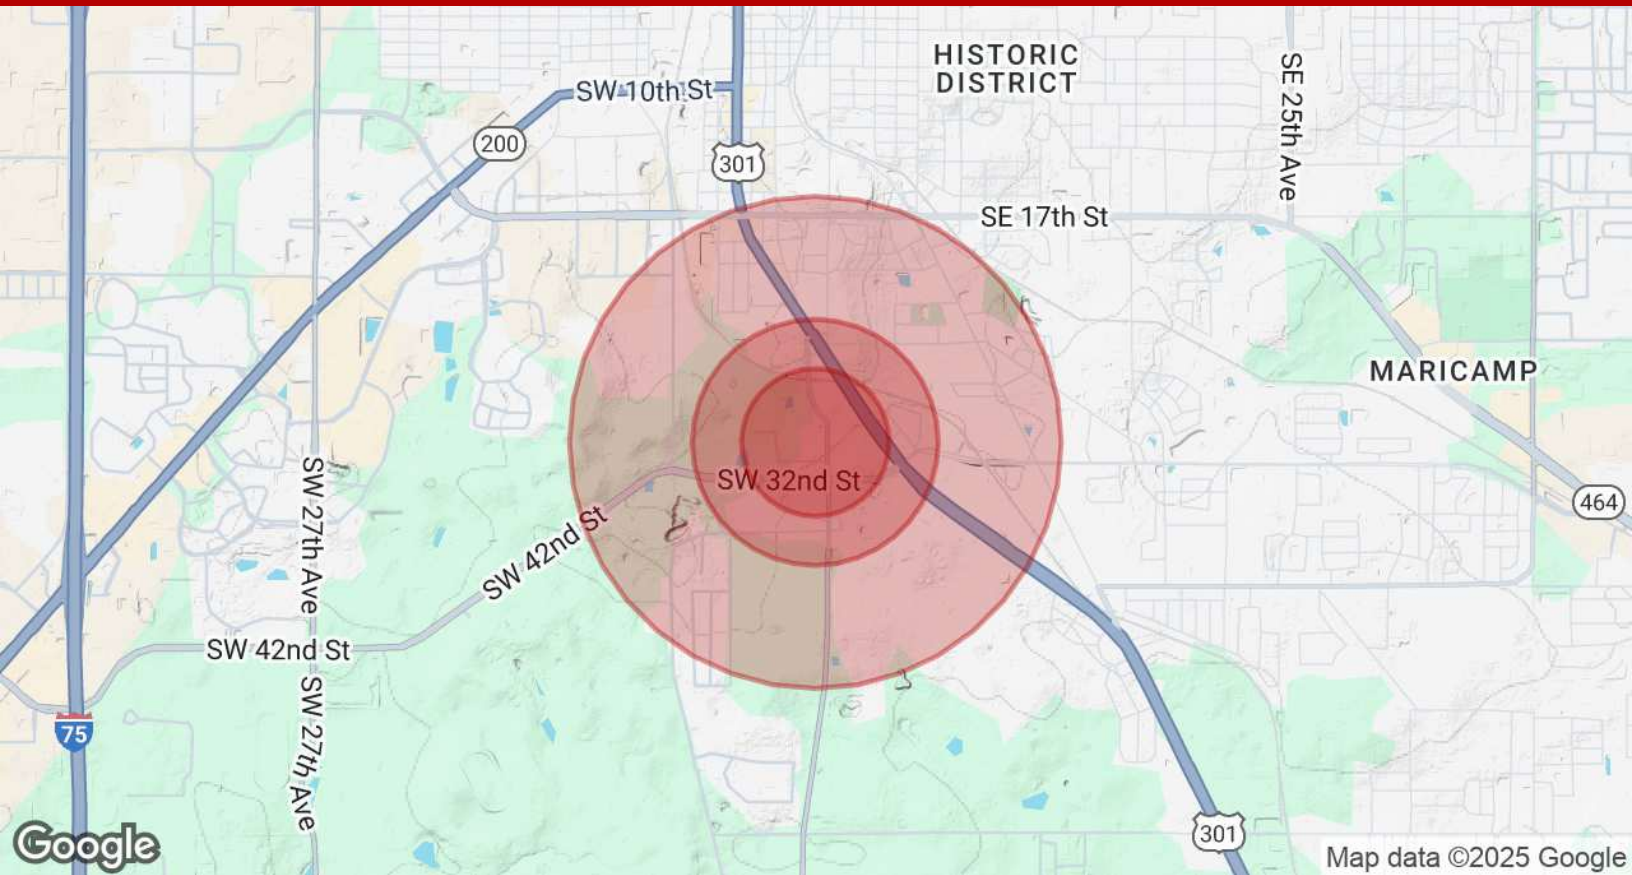 HISTORIC
DISTRICT
SW 10th St
SE 25th Ave
200
301
SE 17th St
MARICAMP
SW 32nd St
SW 27th Ave
464
SW 42nd St
SW 42nd St
SW 27th Ave
75
301
Google
Map data ©2025 Google